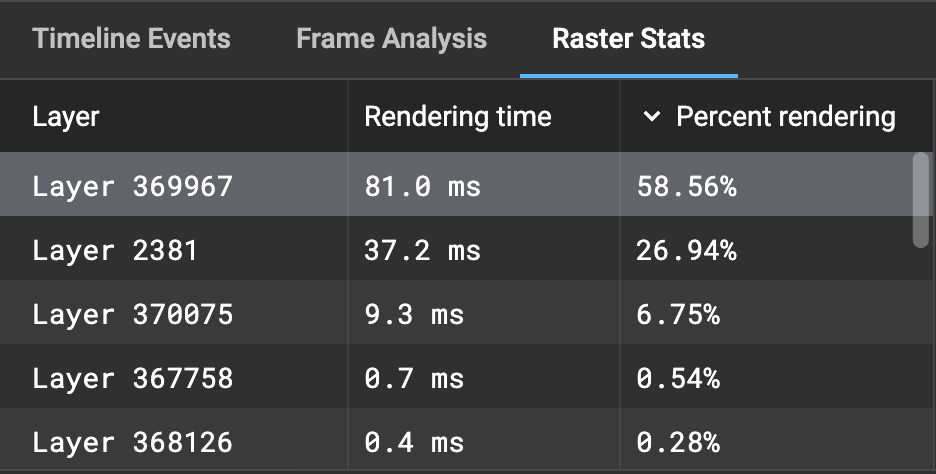 Timeline Events Frame Analysis Raster Stats
Layer Rendering time Percent rendering
Layer 369967 81.0 ms 58.56%
Layer 2381 37.2 ms 26.94%
Layer 370075 9.3 ms 6.75%
Layer 367758 0.7 ms 0.54%
Layer 368126 0.4 ms 0.28%